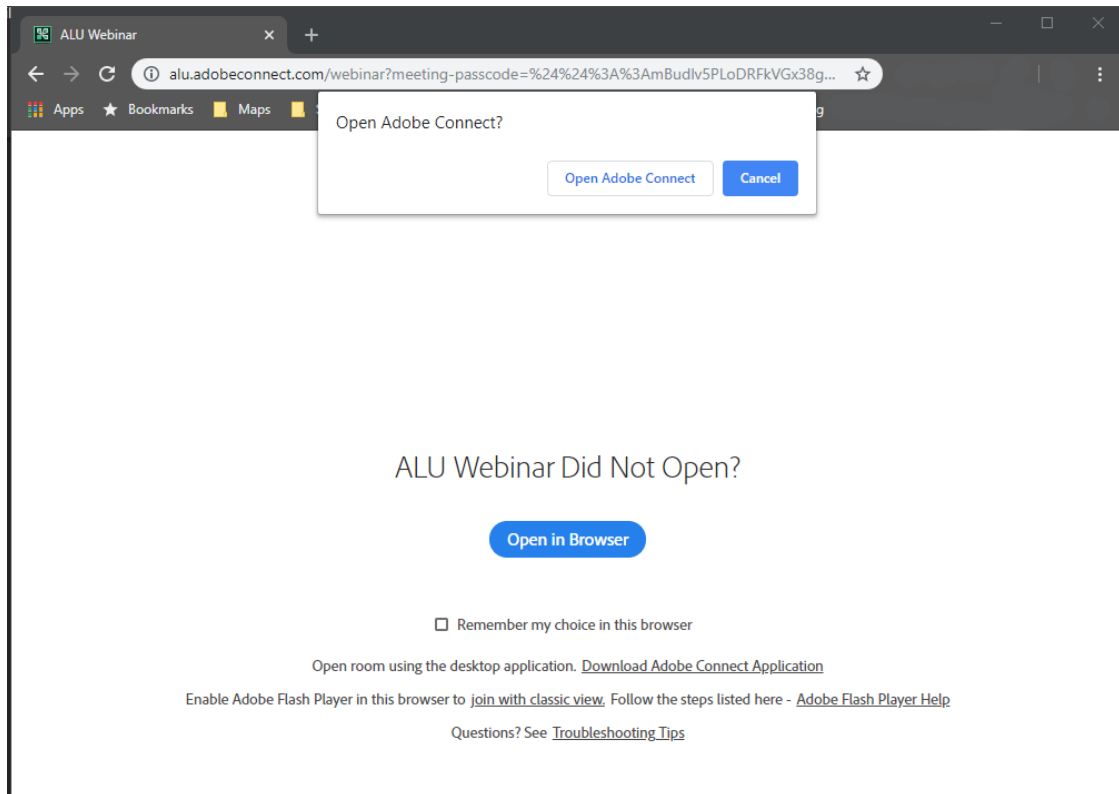 ALU Webinar
alu.adobeconnect.com/webinar?meeting-passcode=%24%24%3A%3AmBudlv5PLoDRFkVGx38g...
Apps Bookmarks Maps
Open Adobe Connect?
Open Adobe Connect Cancel
ALU Webinar Did Not Open?
Open in Browser
Remember my choice in this browser
Open room using the desktop application. Download Adobe Connect Application
Enable Adobe Flash Player in this browser to join with classic view. Follow the steps listed here - Adobe Flash Player Help
Questions? See Troubleshooting Tips